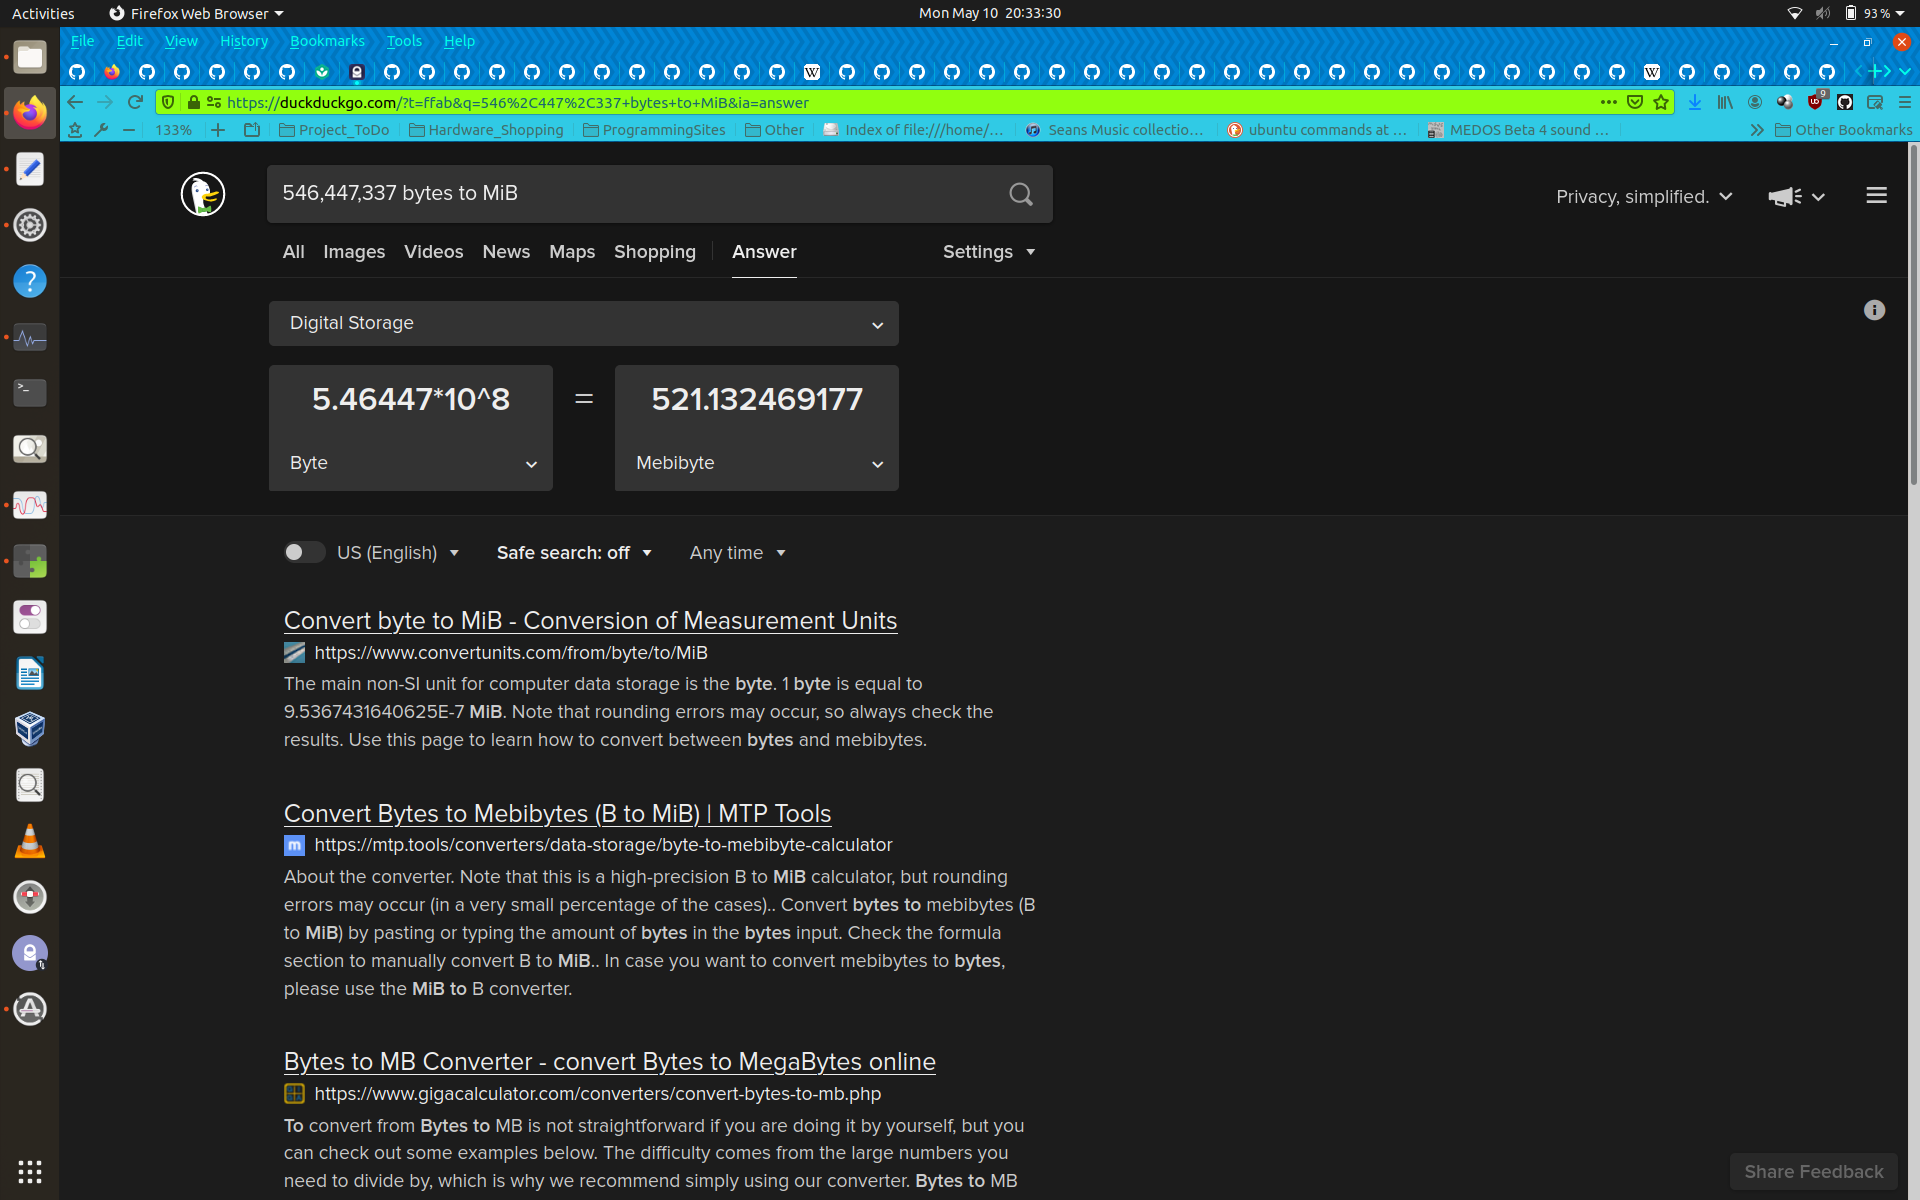 Activities
Firefox Web Browser
Mon May 10 20:33:30
93 %
File Edit View History Bookmarks Tools Help
W
W
https://duckduckgo.com/?t=ffab&q=546%2C447%2C337+bytes+to+MiB&ia=answer
9
133%
Project_ToDo
Hardware_Shopping
ProgrammingSites
Other
Index of file:///home/...
Seans Music collectio...
ubuntu commands at ...
MEDOS Beta 4 sound ...
Other Bookmarks
546,447,337 bytes to MiB
Privacy, simplified.
All Images Videos News Maps Shopping Answer Settings
Digital Storage
5.46447*10^8 = 521.132469177
Byte Mebibyte
US (English) Safe search: off Any time
Convert byte to MiB - Conversion of Measurement Units
https://www.convertunits.com/from/byte/to/MiB
The main non-SI unit for computer data storage is the byte. 1 byte is equal to
9.5367431640625E-7 MiB. Note that rounding errors may occur, so always check the
results. Use this page to learn how to convert between bytes and mebibytes.
Convert Bytes to Mebibytes (B to MiB) | MTP Tools
m https://mtp.tools/converters/data-storage/byte-to-mebibyte-calculator
About the converter. Note that this is a high-precision B to MiB calculator, but rounding
errors may occur (in a very small percentage of the cases).. Convert bytes to mebibytes (B
to MiB) by pasting or typing the amount of bytes in the bytes input. Check the formula
section to manually convert B to MiB.. In case you want to convert mebibytes to bytes,
please use the MiB to B converter.
Bytes to MB Converter - convert Bytes to MegaBytes online
https://www.gigacalculator.com/converters/convert-bytes-to-mb.php
To convert from Bytes to MB is not straightforward if you are doing it by yourself, but you
can check out some examples below. The difficulty comes from the large numbers you
need to divide by, which is why we recommend simply using our converter. Bytes to MB
Share Feedback